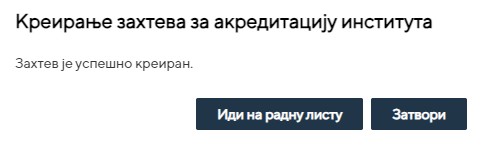 Креирање захтева за акредитацију института
Захтев је успешно креиран.
Иди на радну листу Затвори